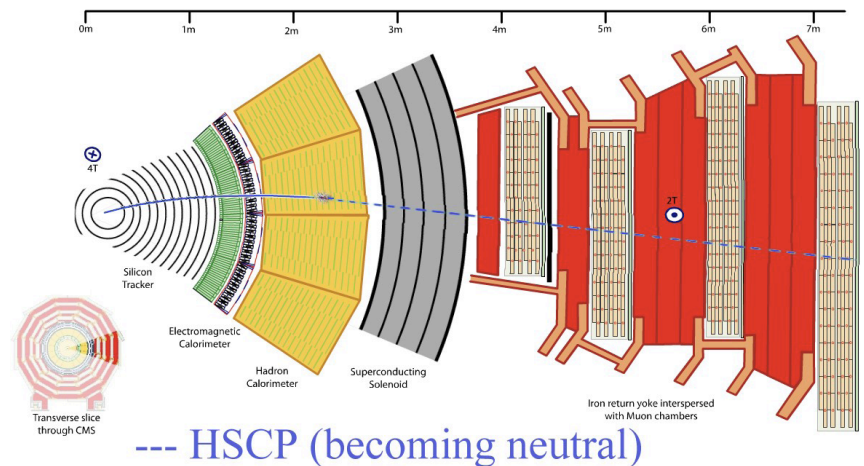 0m 1m 2m 3m 4m 5m 6m 7m
4T
2T
Silicon
Tracker
Electromagnetic
Calorimeter
Hadron
Calorimeter
Superconducting
Solenoid
Iron return yoke interspersed
with Muon chambers
Transverse slice
through CMS
--- HSCP (becoming neutral)